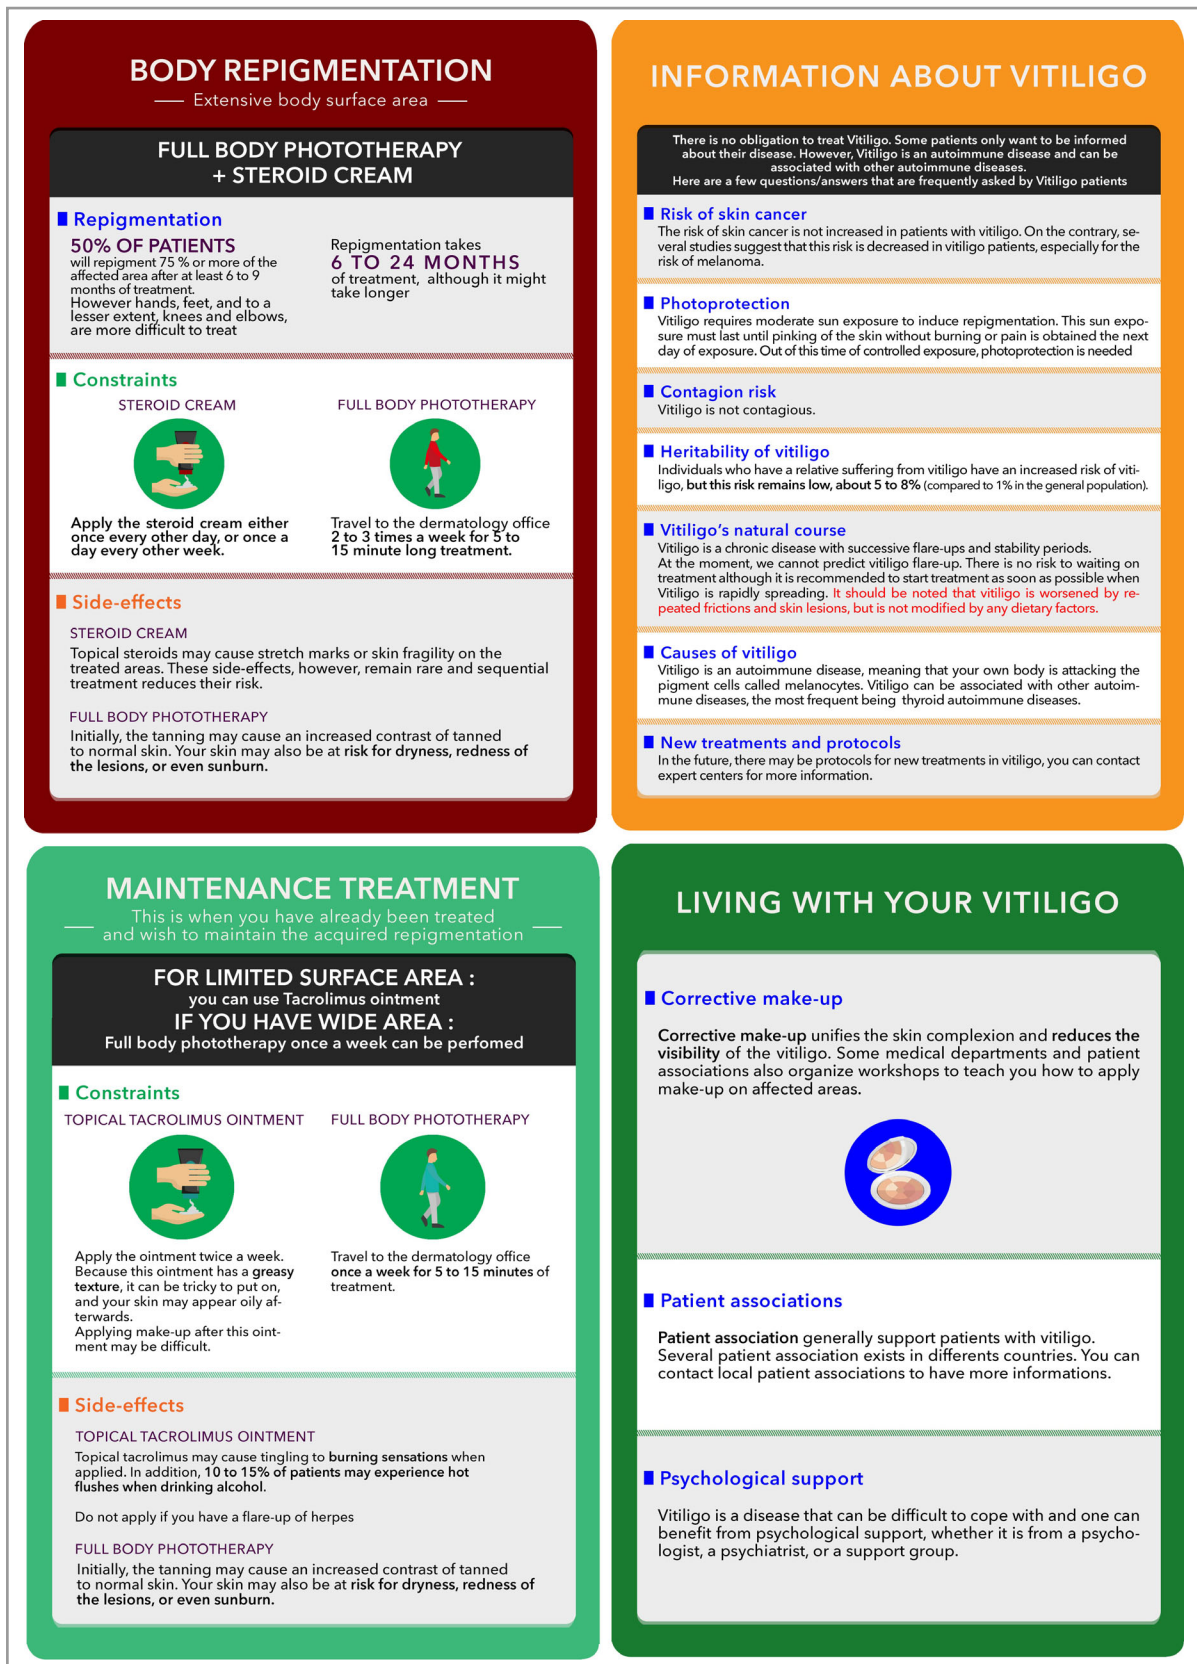 BODY REPIGMENTATION
Extensive body surface area
FULL BODY PHOTOTHERAPY
+ STEROID CREAM
Repigmentation
50% OF PATIENTS
will repigment 75 % or more of the
affected area after at least 6 to 9
months of treatment.
However hands, feet, and to a
lesser extent, knees and elbows,
are more difficult to treat
Repigmentation takes
6 TO 24 MONTHS
of treatment, although it might
take longer
Constraints
STEROID CREAM
Apply the steroid cream either
once every other day, or once a
day every other week.
FULL BODY PHOTOTHERAPY
Travel to the dermatology office
2 to 3 times a week for 5 to
15 minute long treatment.
Side-effects
STEROID CREAM
Topical steroids may cause stretch marks or skin fragility on the
treated areas. These side-effects, however, remain rare and sequential
treatment reduces their risk.
FULL BODY PHOTOTHERAPY
Initially, the tanning may cause an increased contrast of tanned
to normal skin. Your skin may also be at risk for dryness, redness of
the lesions, or even sunburn.
INFORMATION ABOUT VITILIGO
There is no obligation to treat Vitiligo. Some patients only want to be informed
about their disease. However, Vitiligo is an autoimmune disease and can be
associated with other autoimmune diseases.
Here are a few questions/answers that are frequently asked by Vitiligo patients
Risk of skin cancer
The risk of skin cancer is not increased in patients with vitiligo. On the contrary, se-
veral studies suggest that this risk is decreased in vitiligo patients, especially for the
risk of melanoma.
Photoprotection
Vitiligo requires moderate sun exposure to induce repigmentation. This sun expo-
sure must last until pinking of the skin without burning or pain is obtained the next
day of exposure. Out of this time of controlled exposure, photoprotection is needed
Contagion risk
Vitiligo is not contagious.
Heritability of vitiligo
Individuals who have a relative suffering from vitiligo have an increased risk of viti-
ligo, but this risk remains low, about 5 to 8% (compared to 1% in the general population).
Vitiligo's natural course
Vitiligo is a chronic disease with successive flare-ups and stability periods.
At the moment, we cannot predict vitiligo flare-up. There is no risk to waiting on
treatment although it is recommended to start treatment as soon as possible when
Vitiligo is rapidly spreading. It should be noted that vitiligo is worsened by re-
peated frictions and skin lesions, but is not modified by any dietary factors.
Causes of vitiligo
Vitiligo is an autoimmune disease, meaning that your own body is attacking the
pigment cells called melanocytes. Vitiligo can be associated with other autoim-
mune diseases, the most frequent being thyroid autoimmune diseases.
New treatments and protocols
In the future, there may be protocols for new treatments in vitiligo, you can contact
expert centers for more information.
MAINTENANCE TREATMENT
This is when you have already been treated
and wish to maintain the acquired repigmentation
FOR LIMITED SURFACE AREA :
you can use Tacrolimus ointment
IF YOU HAVE WIDE AREA :
Full body phototherapy once a week can be perfomed
Constraints
TOPICAL TACROLIMUS OINTMENT
Apply the ointment twice a week.
Because this ointment has a greasy
texture, it can be tricky to put on,
and your skin may appear oily af-
terwards.
Applying make-up after this oint-
ment may be difficult.
FULL BODY PHOTOTHERAPY
Travel to the dermatology office
once a week for 5 to 15 minutes of
treatment.
Side-effects
TOPICAL TACROLIMUS OINTMENT
Topical tacrolimus may cause tingling to burning sensations when
applied. In addition, 10 to 15% of patients may experience hot
flushes when drinking alcohol.
Do not apply if you have a flare-up of herpes
FULL BODY PHOTOTHERAPY
Initially, the tanning may cause an increased contrast of tanned
to normal skin. Your skin may also be at risk for dryness, redness of
the lesions, or even sunburn.
LIVING WITH YOUR VITILIGO
Corrective make-up
Corrective make-up unifies the skin complexion and reduces the
visibility of the vitiligo. Some medical departments and patient
associations also organize workshops to teach you how to apply
make-up on affected areas.
Patient associations
Patient association generally support patients with vitiligo.
Several patient association exists in differents countries. You can
contact local patient associations to have more informations.
Psychological support
Vitiligo is a disease that can be difficult to cope with and one can
benefit from psychological support, whether it is from a psycho-
logist, a psychiatrist, or a support group.